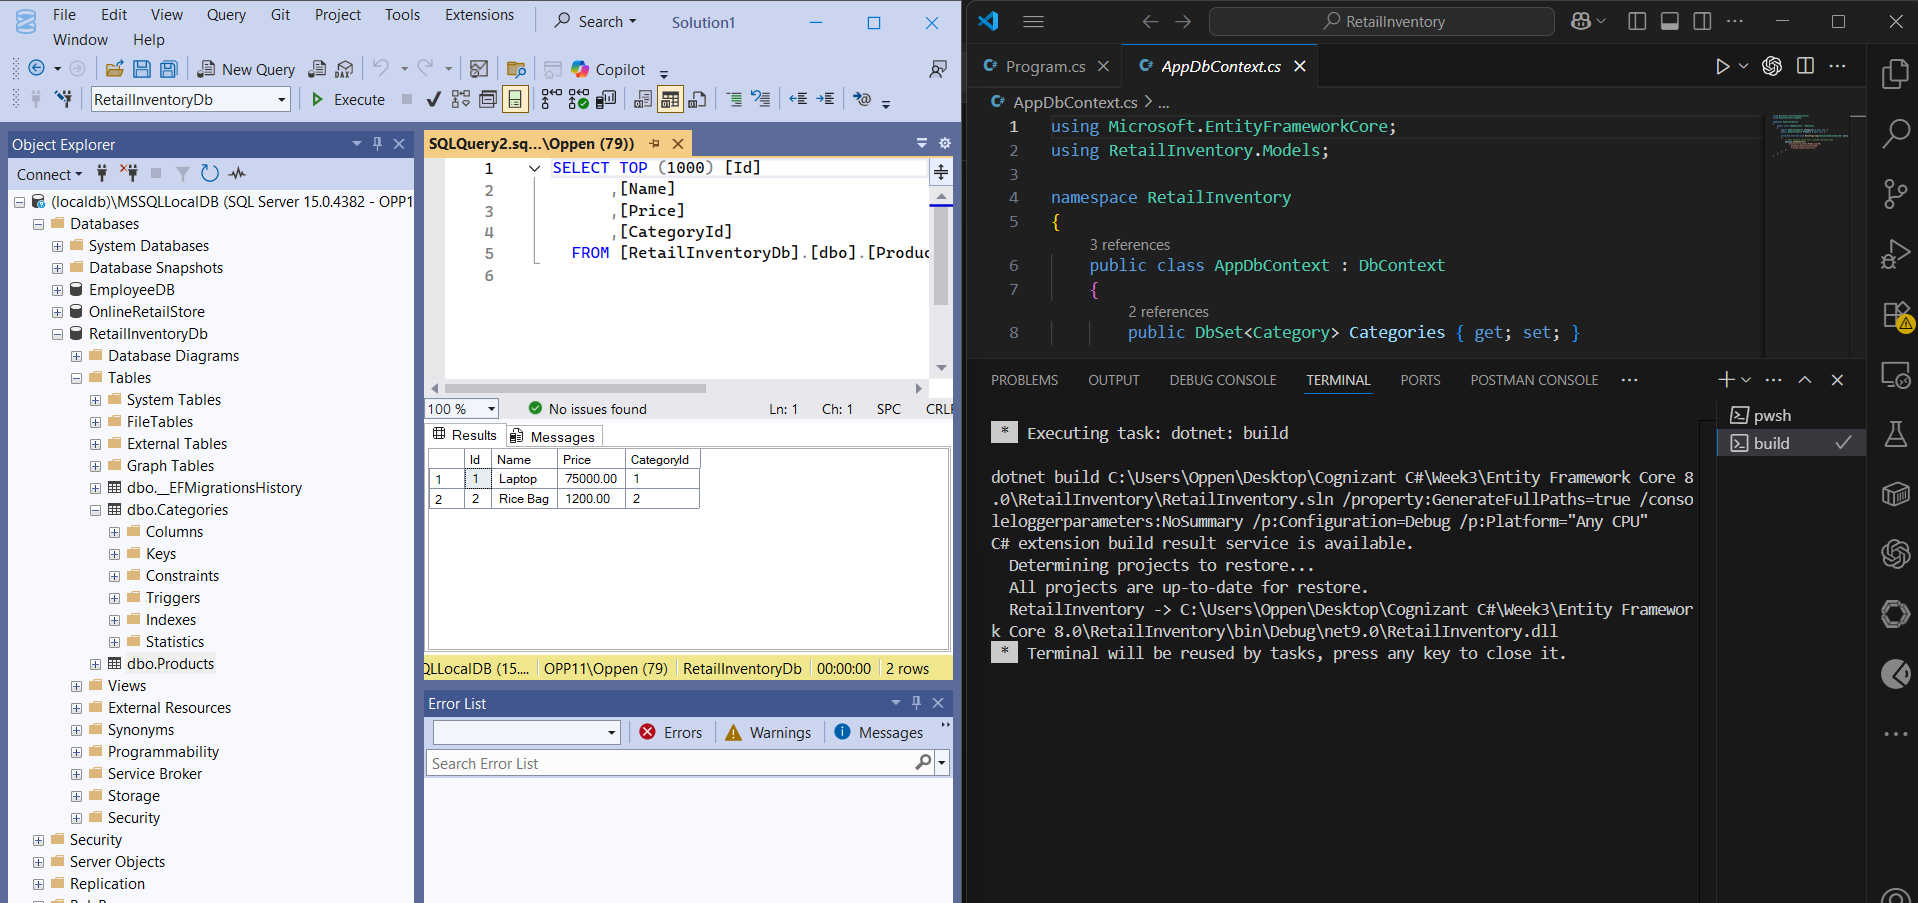 File Edit View Query Git Project Tools Extensions Search Solution1
Window Help
New Query DAX Copilot
RetailInventoryDb Execute
Object Explorer
Connect
(localdb)\MSSQLLocalDB (SQL Server 15.0.4382 - OPP11
Databases
System Databases
Database Snapshots
EmployeeDB
OnlineRetailStore
RetailInventoryDb
Database Diagrams
Tables
System Tables
FileTables
External Tables
Graph Tables
dbo.__EFMigrationsHistory
dbo.Categories
Columns
Keys
Constraints
Triggers
Indexes
Statistics
dbo.Products
Views
External Resources
Synonyms
Programmability
Service Broker
Storage
Security
Security
Server Objects
Replication
SQLQuery2.sq...\Oppen (79))
1 SELECT TOP (1000) [Id]
2 ,[Name]
3 ,[Price]
4 ,[CategoryId]
5 FROM [RetailInventoryDb].[dbo].[Produc
6
100 % No issues found Ln: 1 Ch: 1 SPC CRLF
Results Messages
Id Name Price CategoryId
1 1 Laptop 75000.00 1
2 2 Rice Bag 1200.00 2
QLLocalDB (15.... OPP11\Oppen (79) RetailInventoryDb 00:00:00 2 rows
Error List
Errors Warnings Messages
Search Error List
RetailInventory
Program.cs AppDbContext.cs
AppDbContext.cs > ...
1 using Microsoft.EntityFrameworkCore;
2 using RetailInventory.Models;
3
4 namespace RetailInventory
5 {
3 references
6 public class AppDbContext : DbContext
7 {
2 references
8 public DbSet<Category> Categories { get; set; }
PROBLEMS OUTPUT DEBUG CONSOLE TERMINAL PORTS POSTMAN CONSOLE
pwsh
build
* Executing task: dotnet: build
dotnet build C:\Users\Oppen\Desktop\Cognizant C#\Week3\Entity Framework Core 8
.0\RetailInventory\RetailInventory.sln /property:GenerateFullPaths=true /conso
leloggerparameters:NoSummary /p:Configuration=Debug /p:Platform="Any CPU"
C# extension build result service is available.
Determining projects to restore...
All projects are up-to-date for restore.
RetailInventory -> C:\Users\Oppen\Desktop\Cognizant C#\Week3\Entity Framewor
k Core 8.0\RetailInventory\bin\Debug\net9.0\RetailInventory.dll
* Terminal will be reused by tasks, press any key to close it.